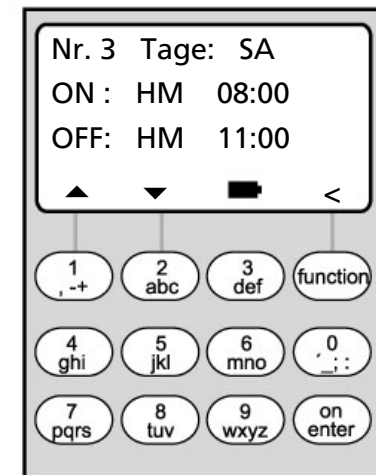 Nr. 3 Tage: SA
ON : HM 08:00
OFF: HM 11:00
<
1 2 3 function
, -+ abc def
4 5 6 0
ghi jkl mno ´_; :
7 8 9 on
pqrs tuv wxyz enter